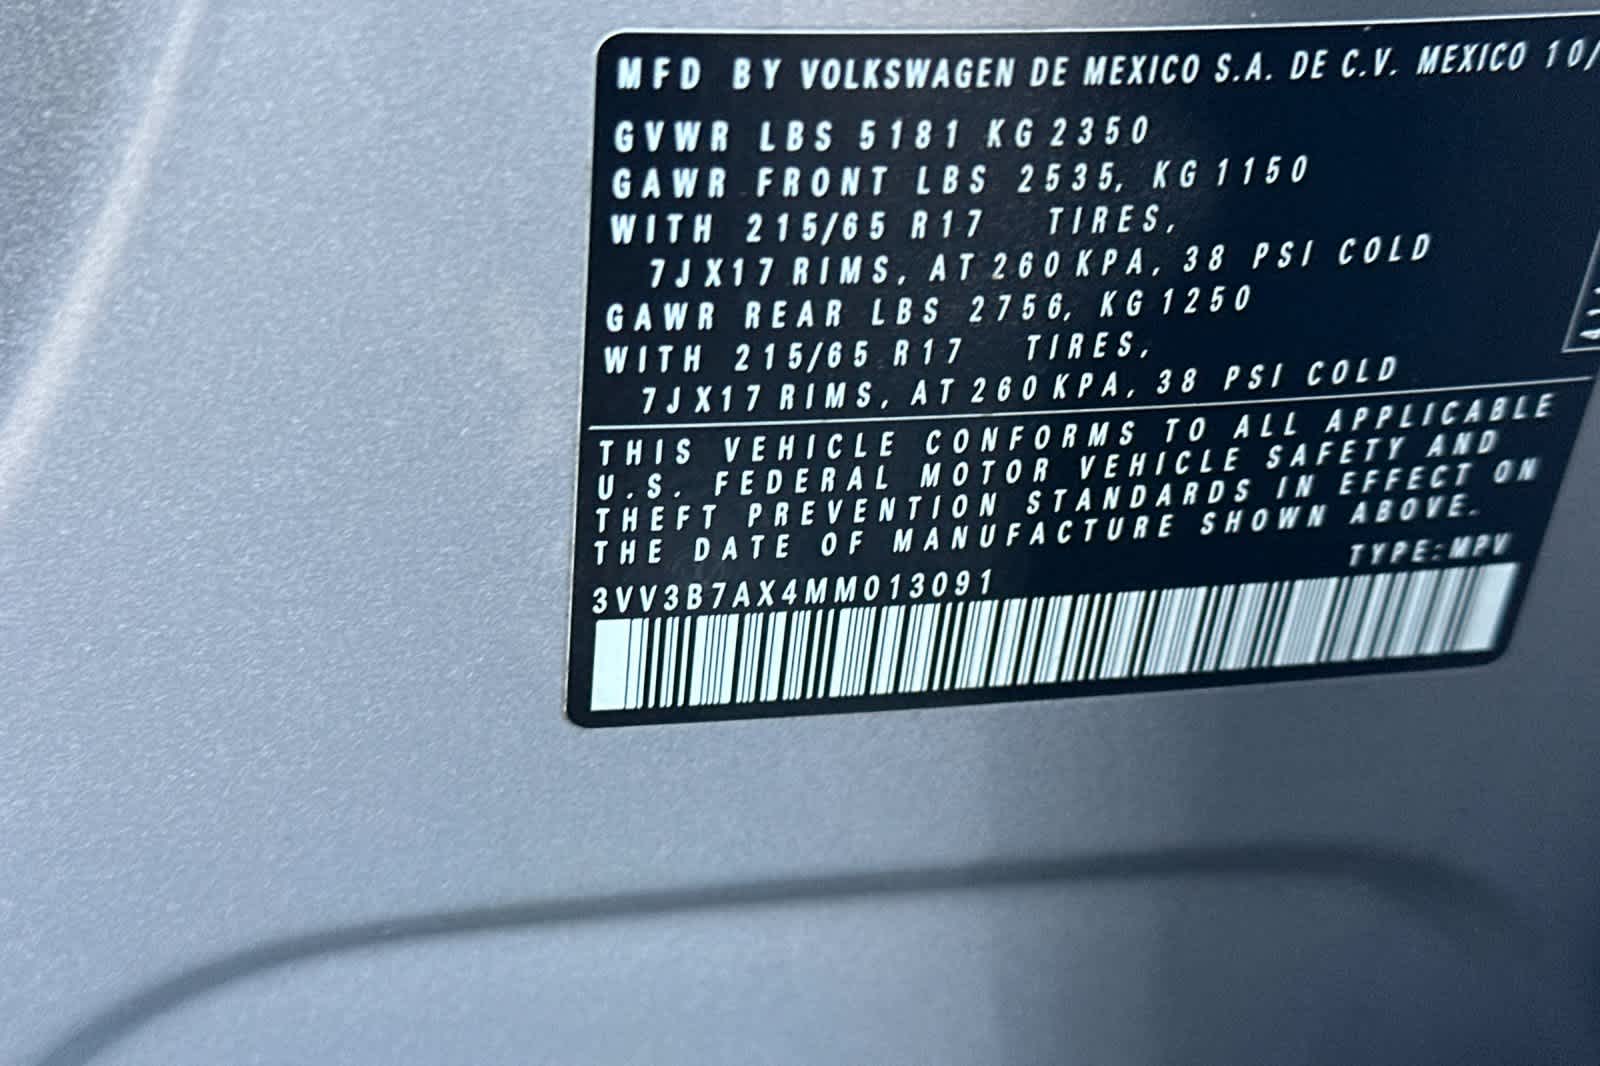 MFD BY VOLKSWAGEN DE MEXICO S.A. DE C.V. MEXICO 10/
GVWR LBS 5181 KG 2350
GAWR FRONT LBS 2535, KG 1150
WITH 215/65 R17 TIRES,
7JX17 RIMS, AT 260 KPA, 38 PSI COLD
GAWR REAR LBS 2756, KG 1250
WITH 215/65 R17 TIRES,
7JX17 RIMS, AT 260 KPA, 38 PSI COLD
THIS VEHICLE CONFORMS TO ALL APPLICABLE
U.S. FEDERAL MOTOR VEHICLE SAFETY AND
THEFT PREVENTION STANDARDS IN EFFECT ON
THE DATE OF MANUFACTURE SHOWN ABOVE.
TYPE:MPV
3VV3B7AX4MM013091